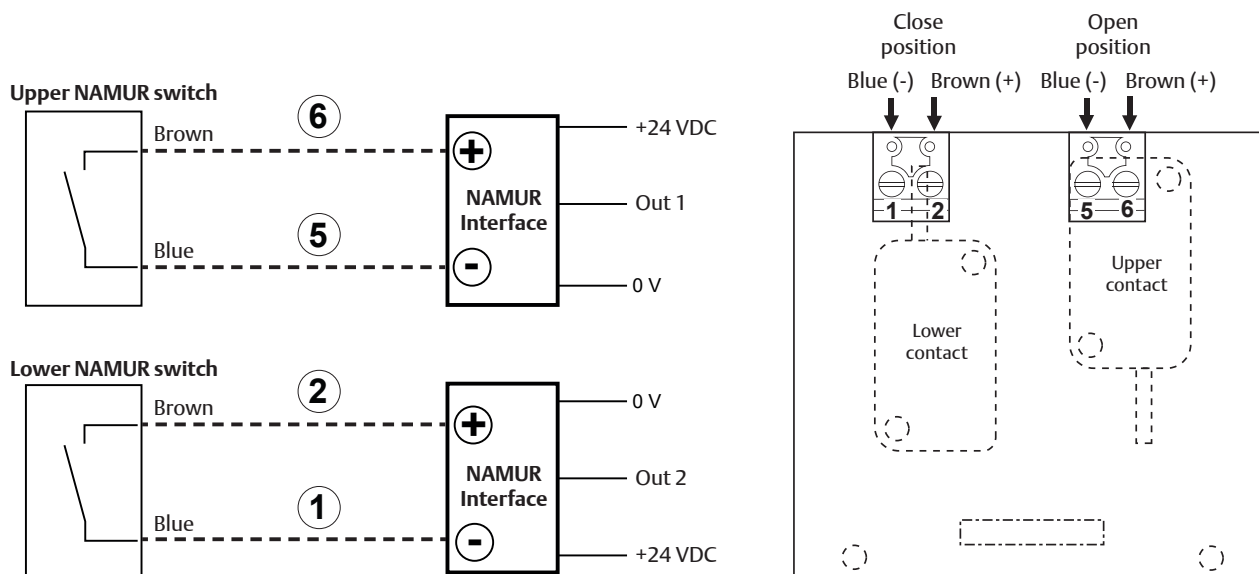 Upper NAMUR switch
Brown
6
+
+24 VDC
NAMUR
Interface
Out 1
Blue
5
-
0 V
Lower NAMUR switch
Brown
2
+
0 V
NAMUR
Interface
Out 2
Blue
1
-
+24 VDC
Close
position
Open
position
Blue (-) Brown (+)
Blue (-) Brown (+)
1 2
5 6
Upper
contact
Lower
contact